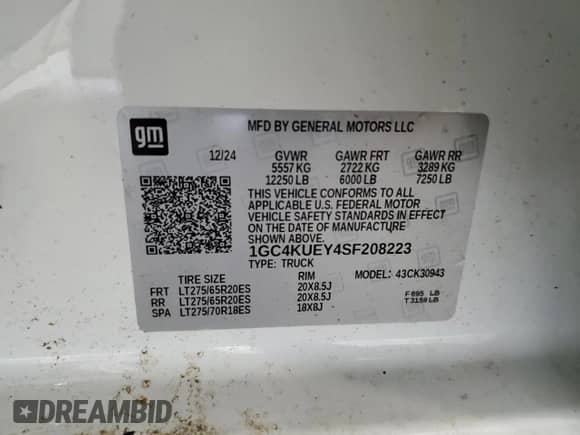 gm
MFD BY GENERAL MOTORS LLC
12/24 GVWR GAWR FRT GAWR RR
5557 KG 2722 KG 3289 KG
12250 LB 6000 LB 7250 LB
THIS VEHICLE CONFORMS TO ALL
APPLICABLE U.S. FEDERAL MOTOR
VEHICLE SAFETY STANDARDS IN EFFECT
ON THE DATE OF MANUFACTURE
SHOWN ABOVE.
1GC4KUEY4SF208223
TYPE: TRUCK
TIRE SIZE RIM MODEL: 43CK30943
FRT LT275/65R20ES 20X8.5J F895 LB
RR LT275/65R20ES 20X8.5J T3159LB
SPA LT275/70R18ES 18X8J
DREAMBID